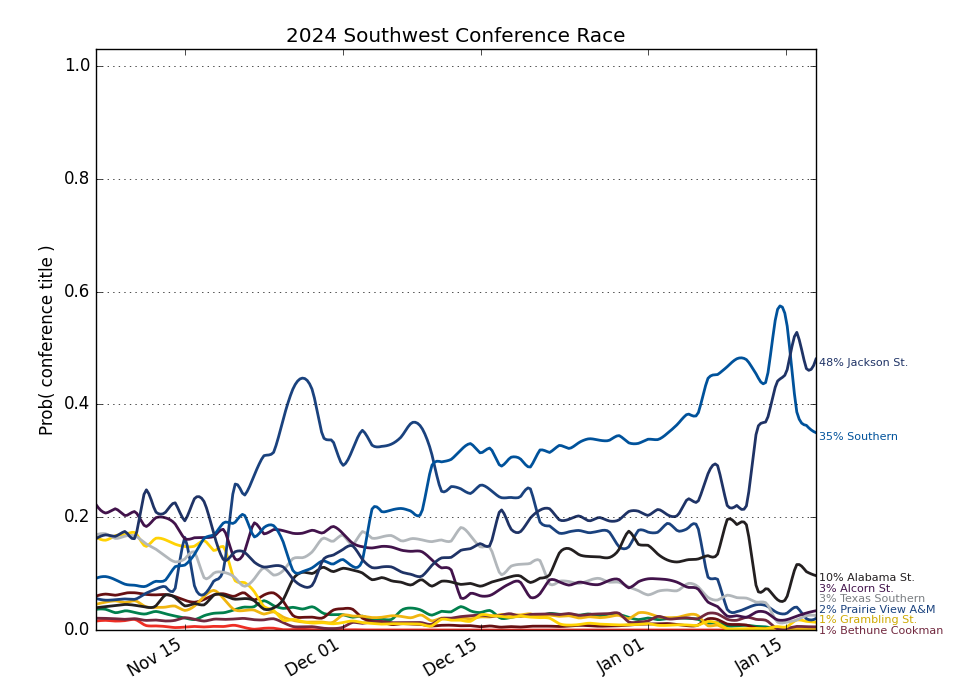 2024 Southwest Conference Race
1.0
0.8
0.6
0.4
0.2
0.0
Prob( conference title )
Nov 15
Dec 01
Dec 15
Jan 01
Jan 15
48% Jackson St.
35% Southern
10% Alabama St.
3% Alcorn St.
3% Texas Southern
2% Prairie View A&M
1% Grambling St.
1% Bethune Cookman